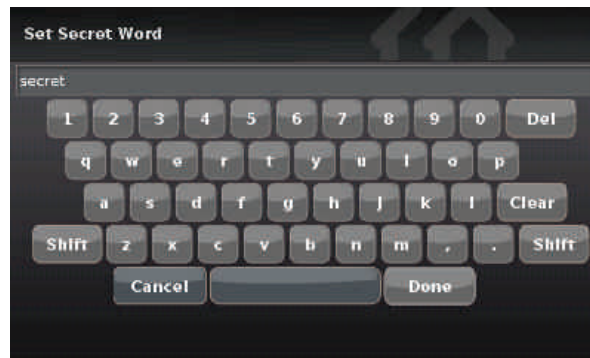 Set Secret Word
secret
1 2 3 4 5 6 7 8 9 0 Del
q w e r t y u i o p
a s d f g h j k l Clear
Shift z x c v b n m , . Shift
Cancel Done